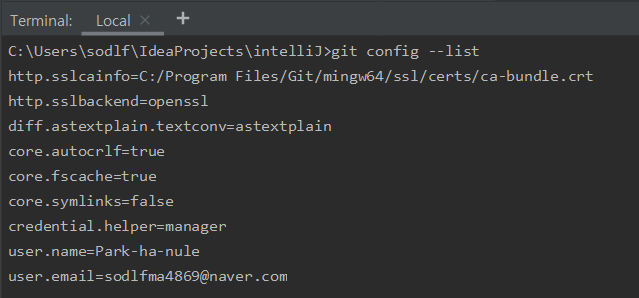 Terminal: Local × +
C:\Users\sodlf\IdeaProjects\intelliJ>git config --list
http.sslcainfo=C:/Program Files/Git/mingw64/ssl/certs/ca-bundle.crt
http.sslbackend=openssl
diff.astextplain.textconv=astextplain
core.autocrlf=true
core.fscache=true
core.symlinks=false
credential.helper=manager
user.name=Park-ha-nule
user.email=sodlfma4869@naver.com